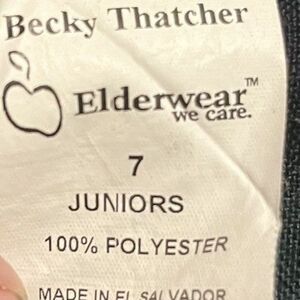 Becky Thatcher
Elderwear™
we care.
7
JUNIORS
100% POLYESTER
MADE IN EL SALVADOR